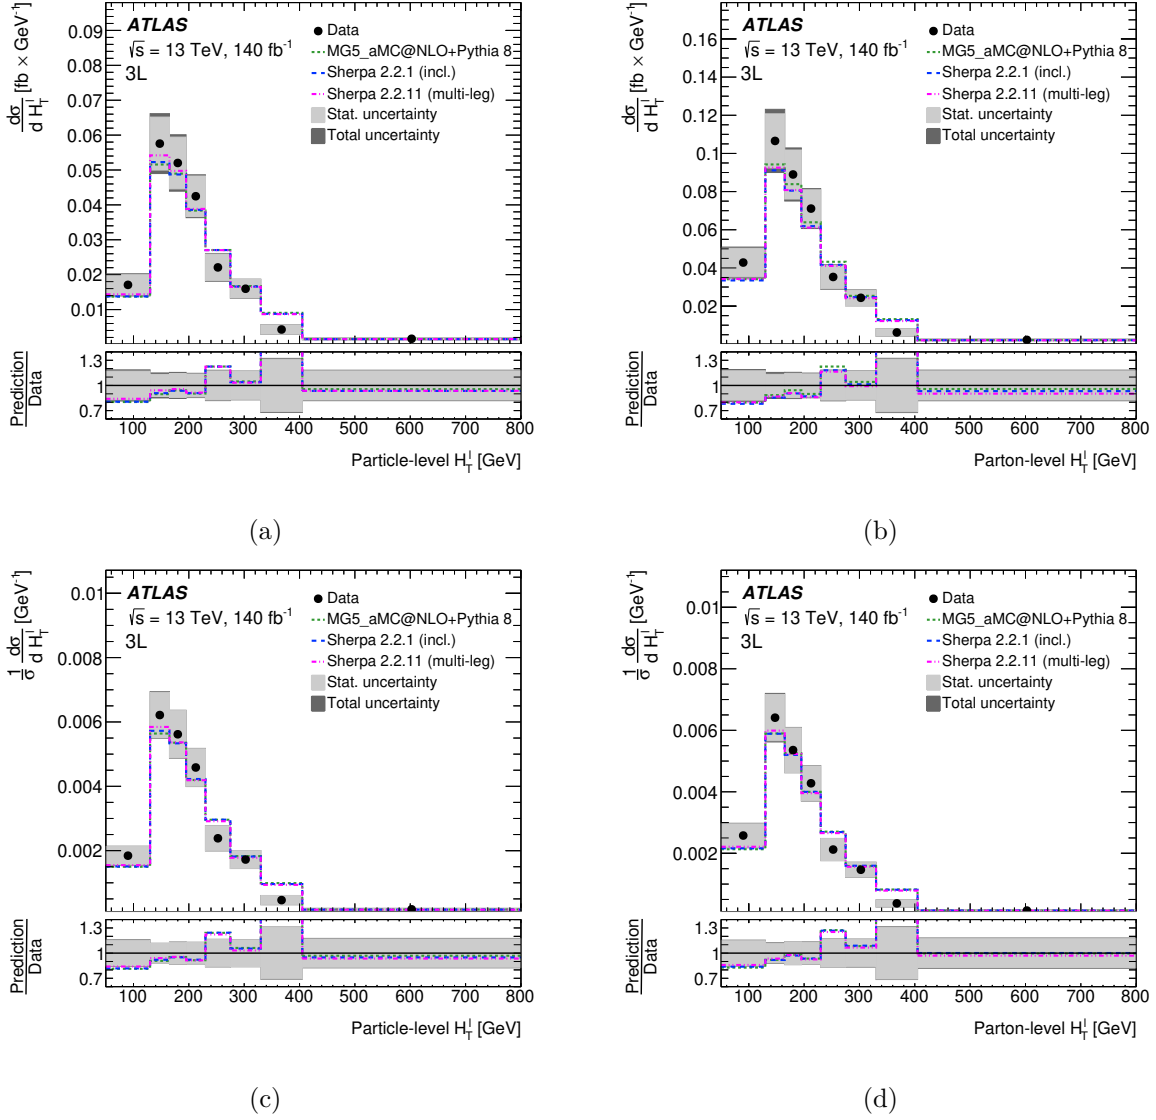 ATLAS
√s = 13 TeV, 140 fb⁻¹
3L
Data
MG5_aMC@NLO+Pythia 8
Sherpa 2.2.1 (incl.)
Sherpa 2.2.11 (multi-leg)
Stat. uncertainty
Total uncertainty
dσ/d H_T^l [fb × GeV⁻¹]
0.09
0.08
0.07
0.06
0.05
0.04
0.03
0.02
0.01
Prediction/Data
1.3
1
0.7
100 200 300 400 500 600 700 800
Particle-level H_T^l [GeV]
(a)
ATLAS
√s = 13 TeV, 140 fb⁻¹
3L
Data
MG5_aMC@NLO+Pythia 8
Sherpa 2.2.1 (incl.)
Sherpa 2.2.11 (multi-leg)
Stat. uncertainty
Total uncertainty
dσ/d H_T^l [fb × GeV⁻¹]
0.16
0.14
0.12
0.1
0.08
0.06
0.04
0.02
Prediction/Data
1.3
1
0.7
100 200 300 400 500 600 700 800
Parton-level H_T^l [GeV]
(b)
ATLAS
√s = 13 TeV, 140 fb⁻¹
3L
Data
MG5_aMC@NLO+Pythia 8
Sherpa 2.2.1 (incl.)
Sherpa 2.2.11 (multi-leg)
Stat. uncertainty
Total uncertainty
1/σ dσ/d H_T^l [GeV⁻¹]
0.01
0.008
0.006
0.004
0.002
Prediction/Data
1.3
1
0.7
100 200 300 400 500 600 700 800
Particle-level H_T^l [GeV]
(c)
ATLAS
√s = 13 TeV, 140 fb⁻¹
3L
Data
MG5_aMC@NLO+Pythia 8
Sherpa 2.2.1 (incl.)
Sherpa 2.2.11 (multi-leg)
Stat. uncertainty
Total uncertainty
1/σ dσ/d H_T^l [GeV⁻¹]
0.01
0.008
0.006
0.004
0.002
Prediction/Data
1.3
1
0.7
100 200 300 400 500 600 700 800
Parton-level H_T^l [GeV]
(d)